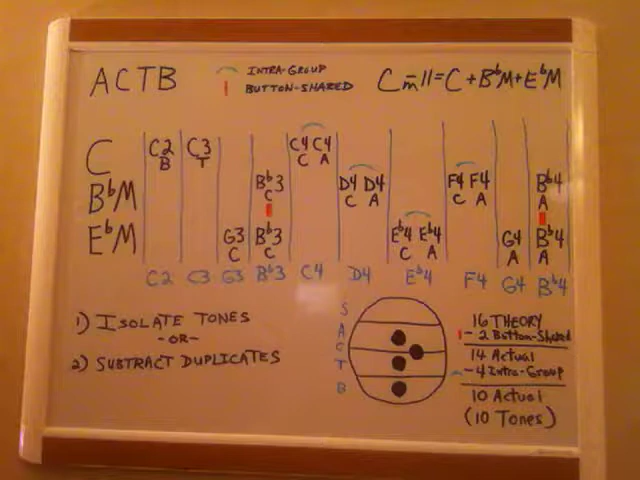 ACTB
INTRA-GROUP
BUTTON-SHARED
Cm11=C+B♭M+E♭M
C C2 C3 C4 C4
B T C A
B♭M B♭3 D4 D4 F4 F4 B♭4
C C A C A A
E♭M G3 B♭3 E♭4 E♭4 G4 B♭4
C C C A A A
C2 C3 G3 B♭3 C4 D4 E♭4 F4 G4 B♭4
1) ISOLATE TONES
-OR-
2) SUBTRACT DUPLICATES
S
A
C
T
B
16 THEORY
- 2 Button-Shared
14 Actual
- 4 Intra-Group
10 Actual
(10 Tones)